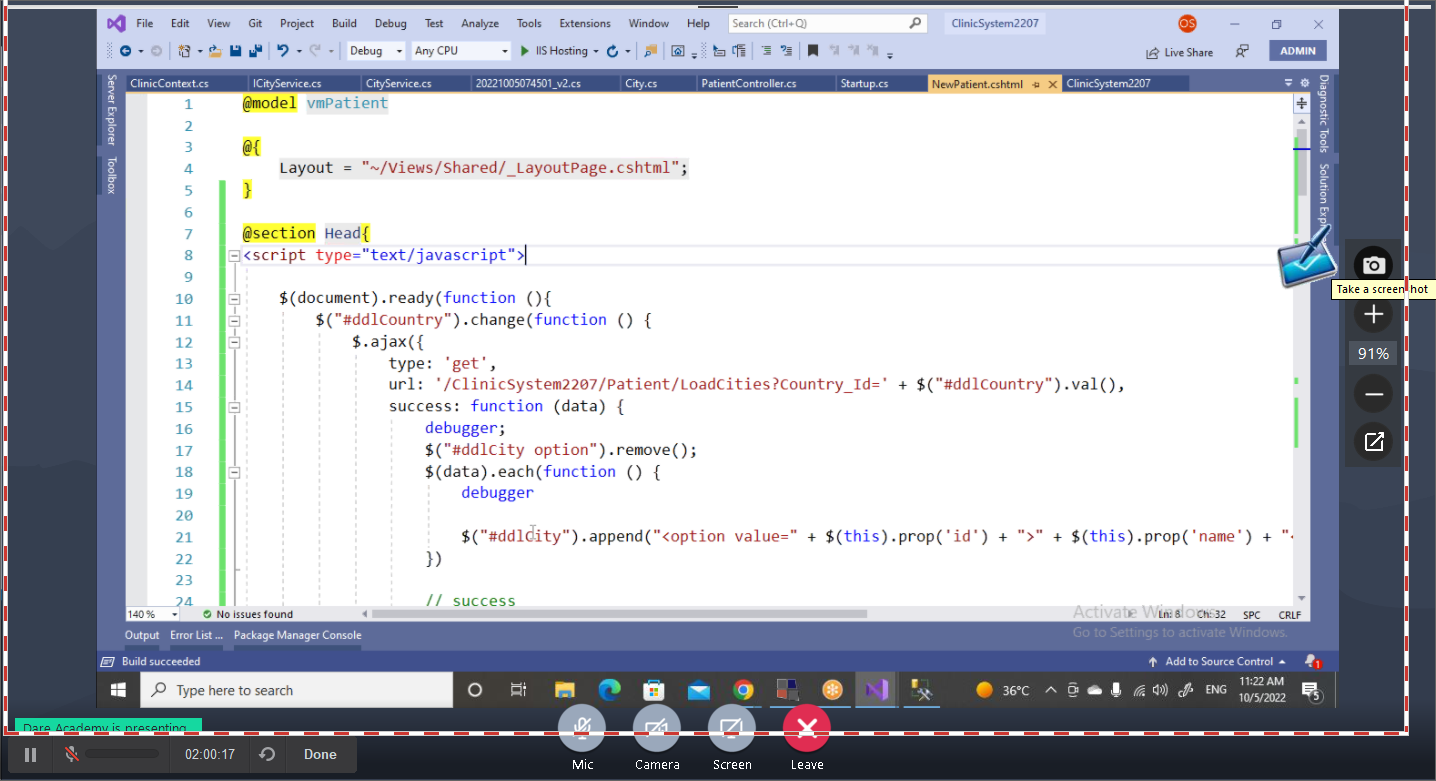 File Edit View Git Project Build Debug Test Analyze Tools Extensions Window Help Search (Ctrl+Q) ClinicSystem2207 OS
Debug Any CPU IIS Hosting Live Share ADMIN
ClinicContext.cs ICityService.cs CityService.cs 20221005074501_v2.cs City.cs PatientController.cs Startup.cs NewPatient.cshtml ClinicSystem2207
Server Explorer
Toolbox
Diagnostic Tools
1 @model vmPatient
2
3 @{
4 Layout = "~/Views/Shared/_LayoutPage.cshtml";
5 }
6
7 @section Head{
8 <script type="text/javascript">
9
10 $(document).ready(function (){
11 $("#ddlCountry").change(function () {
12 $.ajax({
13 type: 'get',
14 url: '/ClinicSystem2207/Patient/LoadCities?Country_Id=' + $("#ddlCountry").val(),
15 success: function (data) {
16 debugger;
17 $("#ddlCity option").remove();
18 $(data).each(function () {
19 debugger
20
21 $("#ddlCity").append("<option value=" + $(this).prop('id') + ">" + $(this).prop('name') + "<
22 })
23
24 // success
Solution Expl
Take a screen hot
91%
140 % No issues found Ln: 8 Ch: 32 SPC CRLF
Activate Windows
Go to Settings to activate Windows.
Output Error List ... Package Manager Console
Build succeeded Add to Source Control 1
Type here to search 36°C ENG 11:22 AM 10/5/2022 5
Dare Academy is presenting
02:00:17 Done
Mic Camera Screen Leave